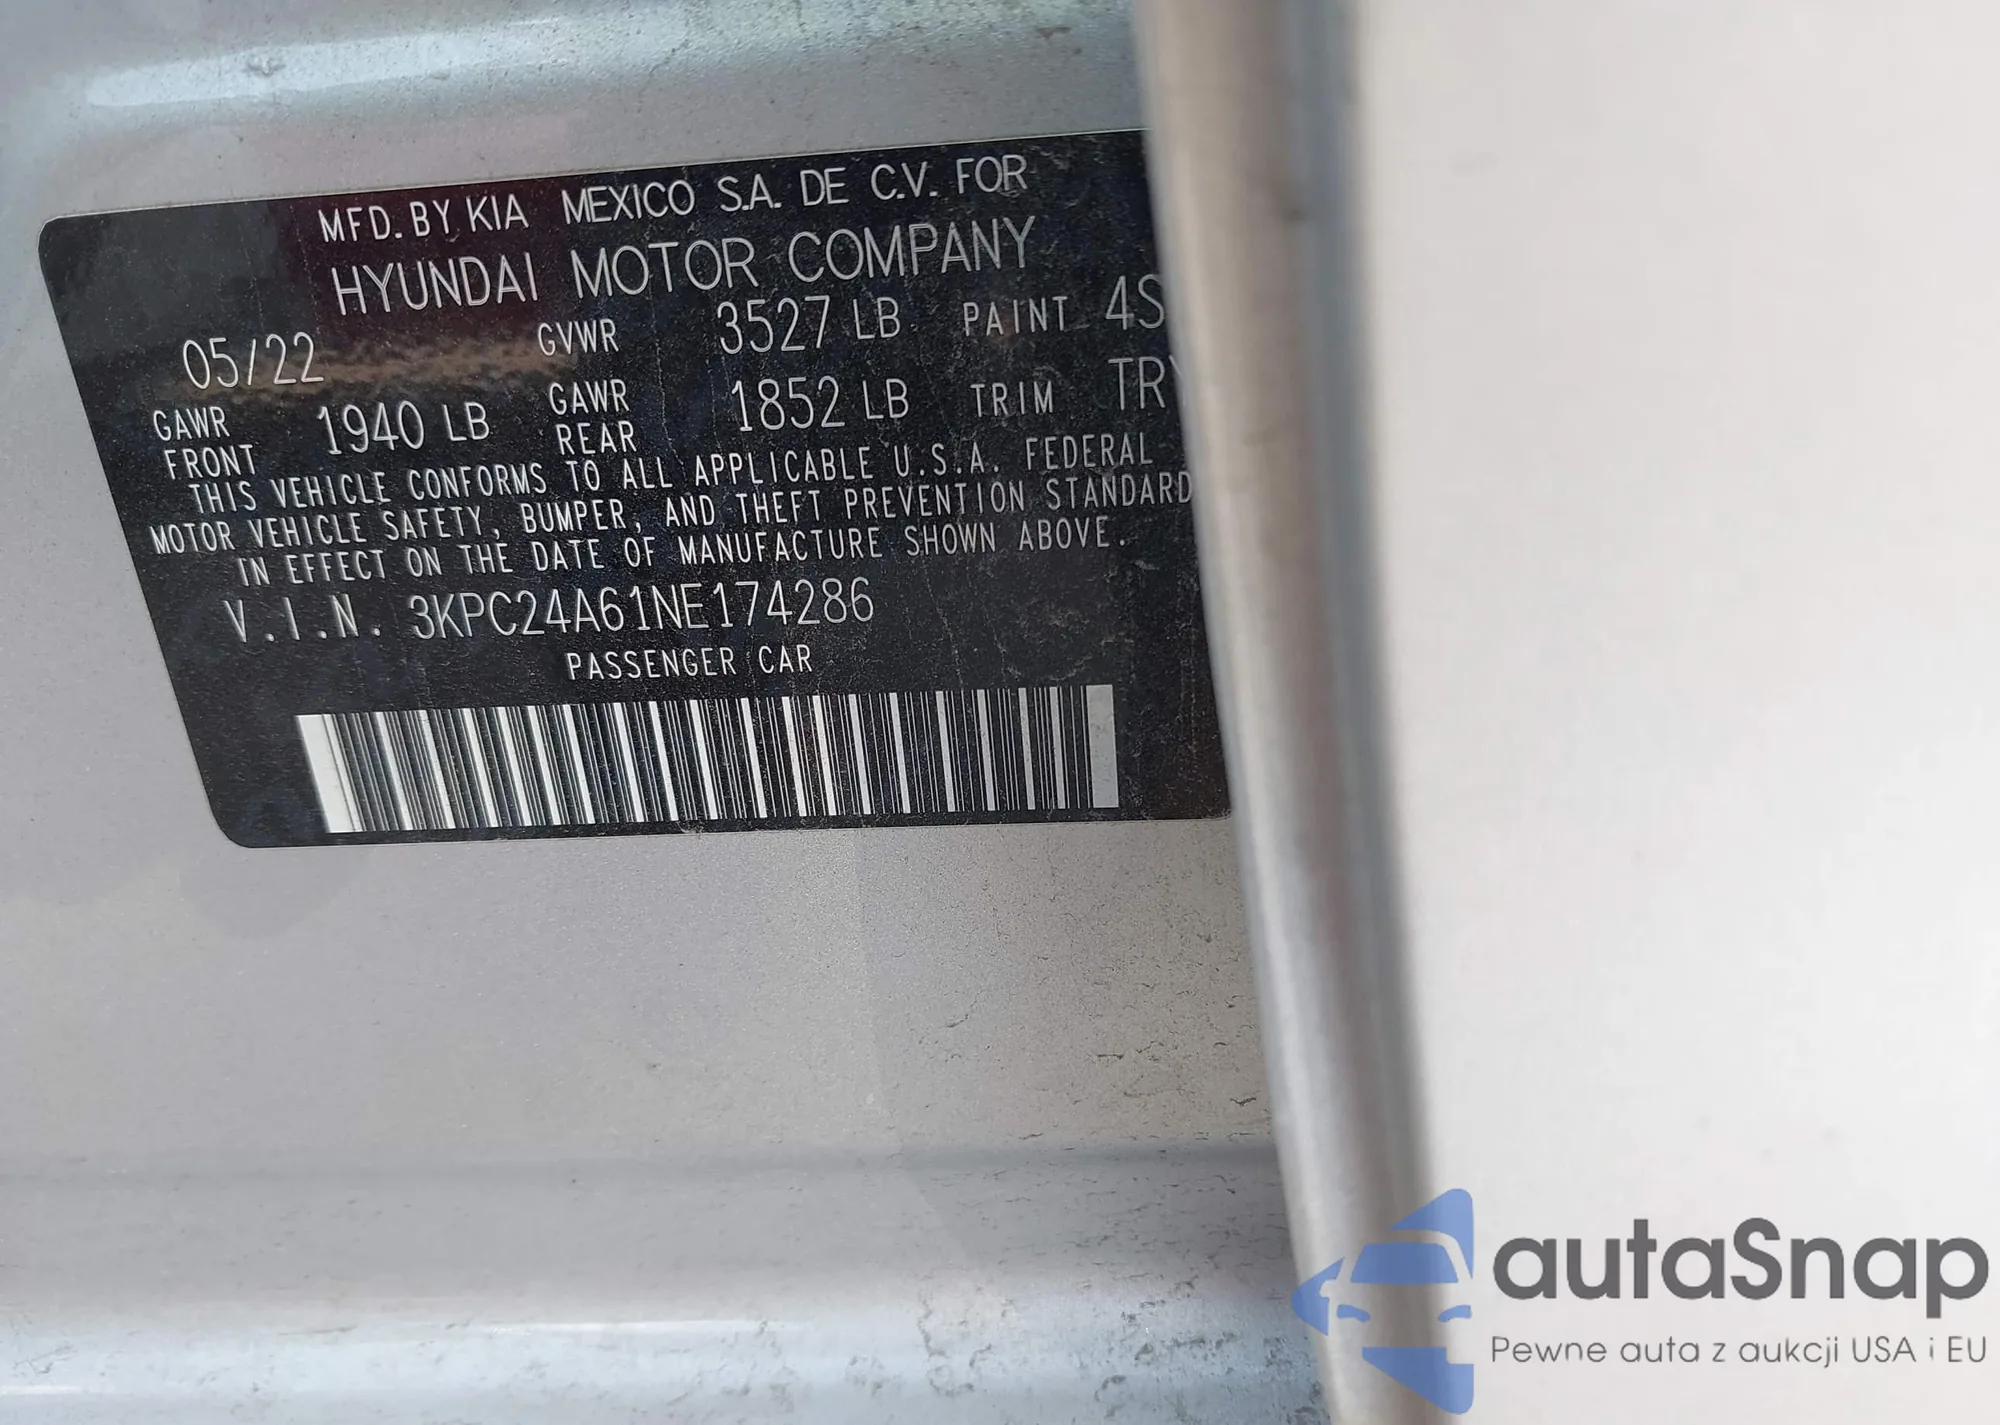 MFD. BY KIA MEXICO S.A. DE C.V. FOR
HYUNDAI MOTOR COMPANY
05/22 GVWR 3527 LB PAINT 4S
GAWR FRONT 1940 LB GAWR REAR 1852 LB TRIM TRY
THIS VEHICLE CONFORMS TO ALL APPLICABLE U.S.A. FEDERAL
MOTOR VEHICLE SAFETY, BUMPER, AND THEFT PREVENTION STANDARD
IN EFFECT ON THE DATE OF MANUFACTURE SHOWN ABOVE.
V.I.N. 3KPC24A61NE174286
PASSENGER CAR
autaSnap
Pewne auta z aukcji USA i EU